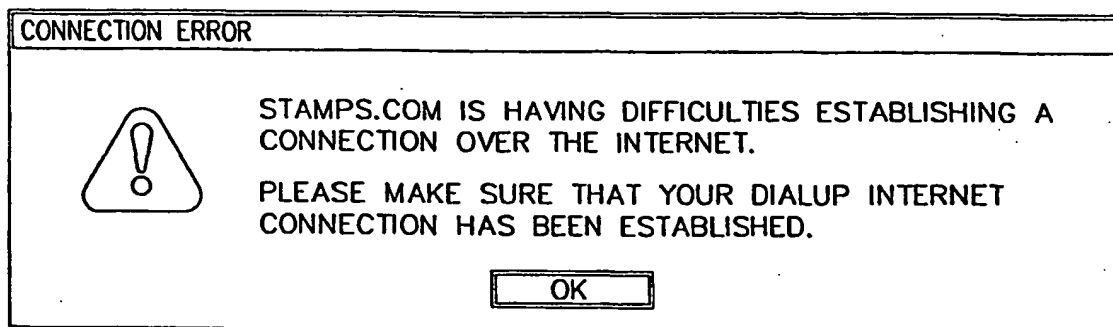 CONNECTION ERROR
STAMPS.COM IS HAVING DIFFICULTIES ESTABLISHING A
CONNECTION OVER THE INTERNET.
PLEASE MAKE SURE THAT YOUR DIALUP INTERNET
CONNECTION HAS BEEN ESTABLISHED.
OK